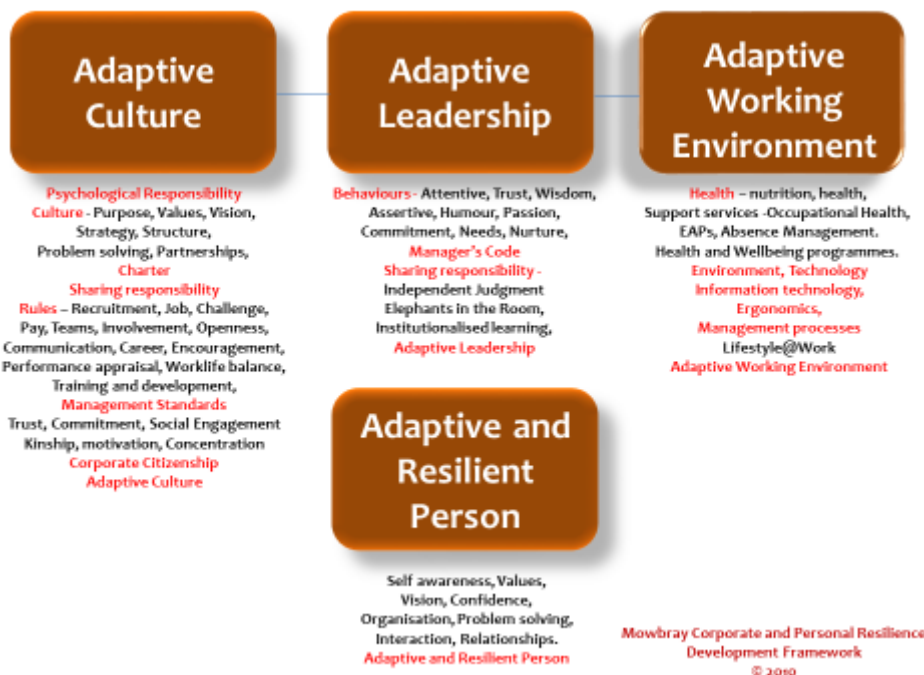 Adaptive
Culture
Psychological Responsibility
Culture - Purpose, Values, Vision,
Strategy, Structure,
Problem solving, Partnerships,
Charter
Sharing responsibility
Rules – Recruitment, Job, Challenge,
Pay, Teams, Involvement, Openness,
Communication, Career, Encouragement,
Performance appraisal, Worklife balance,
Training and development,
Management Standards
Trust, Commitment, Social Engagement
Kinship, motivation, Concentration
Corporate Citizenship
Adaptive Culture
Adaptive
Leadership
Behaviours - Attentive, Trust, Wisdom,
Assertive, Humour, Passion,
Commitment, Needs, Nurture,
Manager's Code
Sharing responsibility -
Independent Judgment
Elephants in the Room,
Institutionalised learning,
Adaptive Leadership
Adaptive
Working
Environment
Health – nutrition, health,
Support services -Occupational Health,
EAPs, Absence Management.
Health and Wellbeing programmes.
Environment, Technology
Information technology,
Ergonomics,
Management processes
Lifestyle@Work
Adaptive Working Environment
Adaptive and
Resilient
Person
Self awareness, Values,
Vision, Confidence,
Organisation, Problem solving,
Interaction, Relationships.
Adaptive and Resilient Person
Mowbray Corporate and Personal Resilience
Development Framework
©